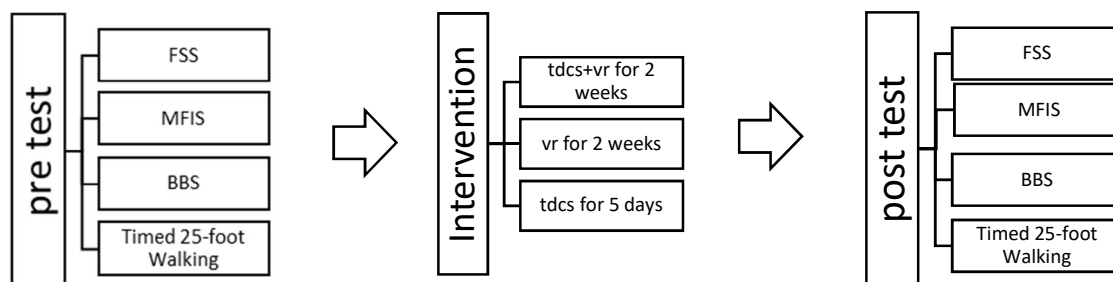 pre test
FSS
MFIS
BBS
Timed 25-foot
Walking
Intervention
tdcs+vr for 2
weeks
vr for 2 weeks
tdcs for 5 days
post test
FSS
MFIS
BBS
Timed 25-foot
Walking